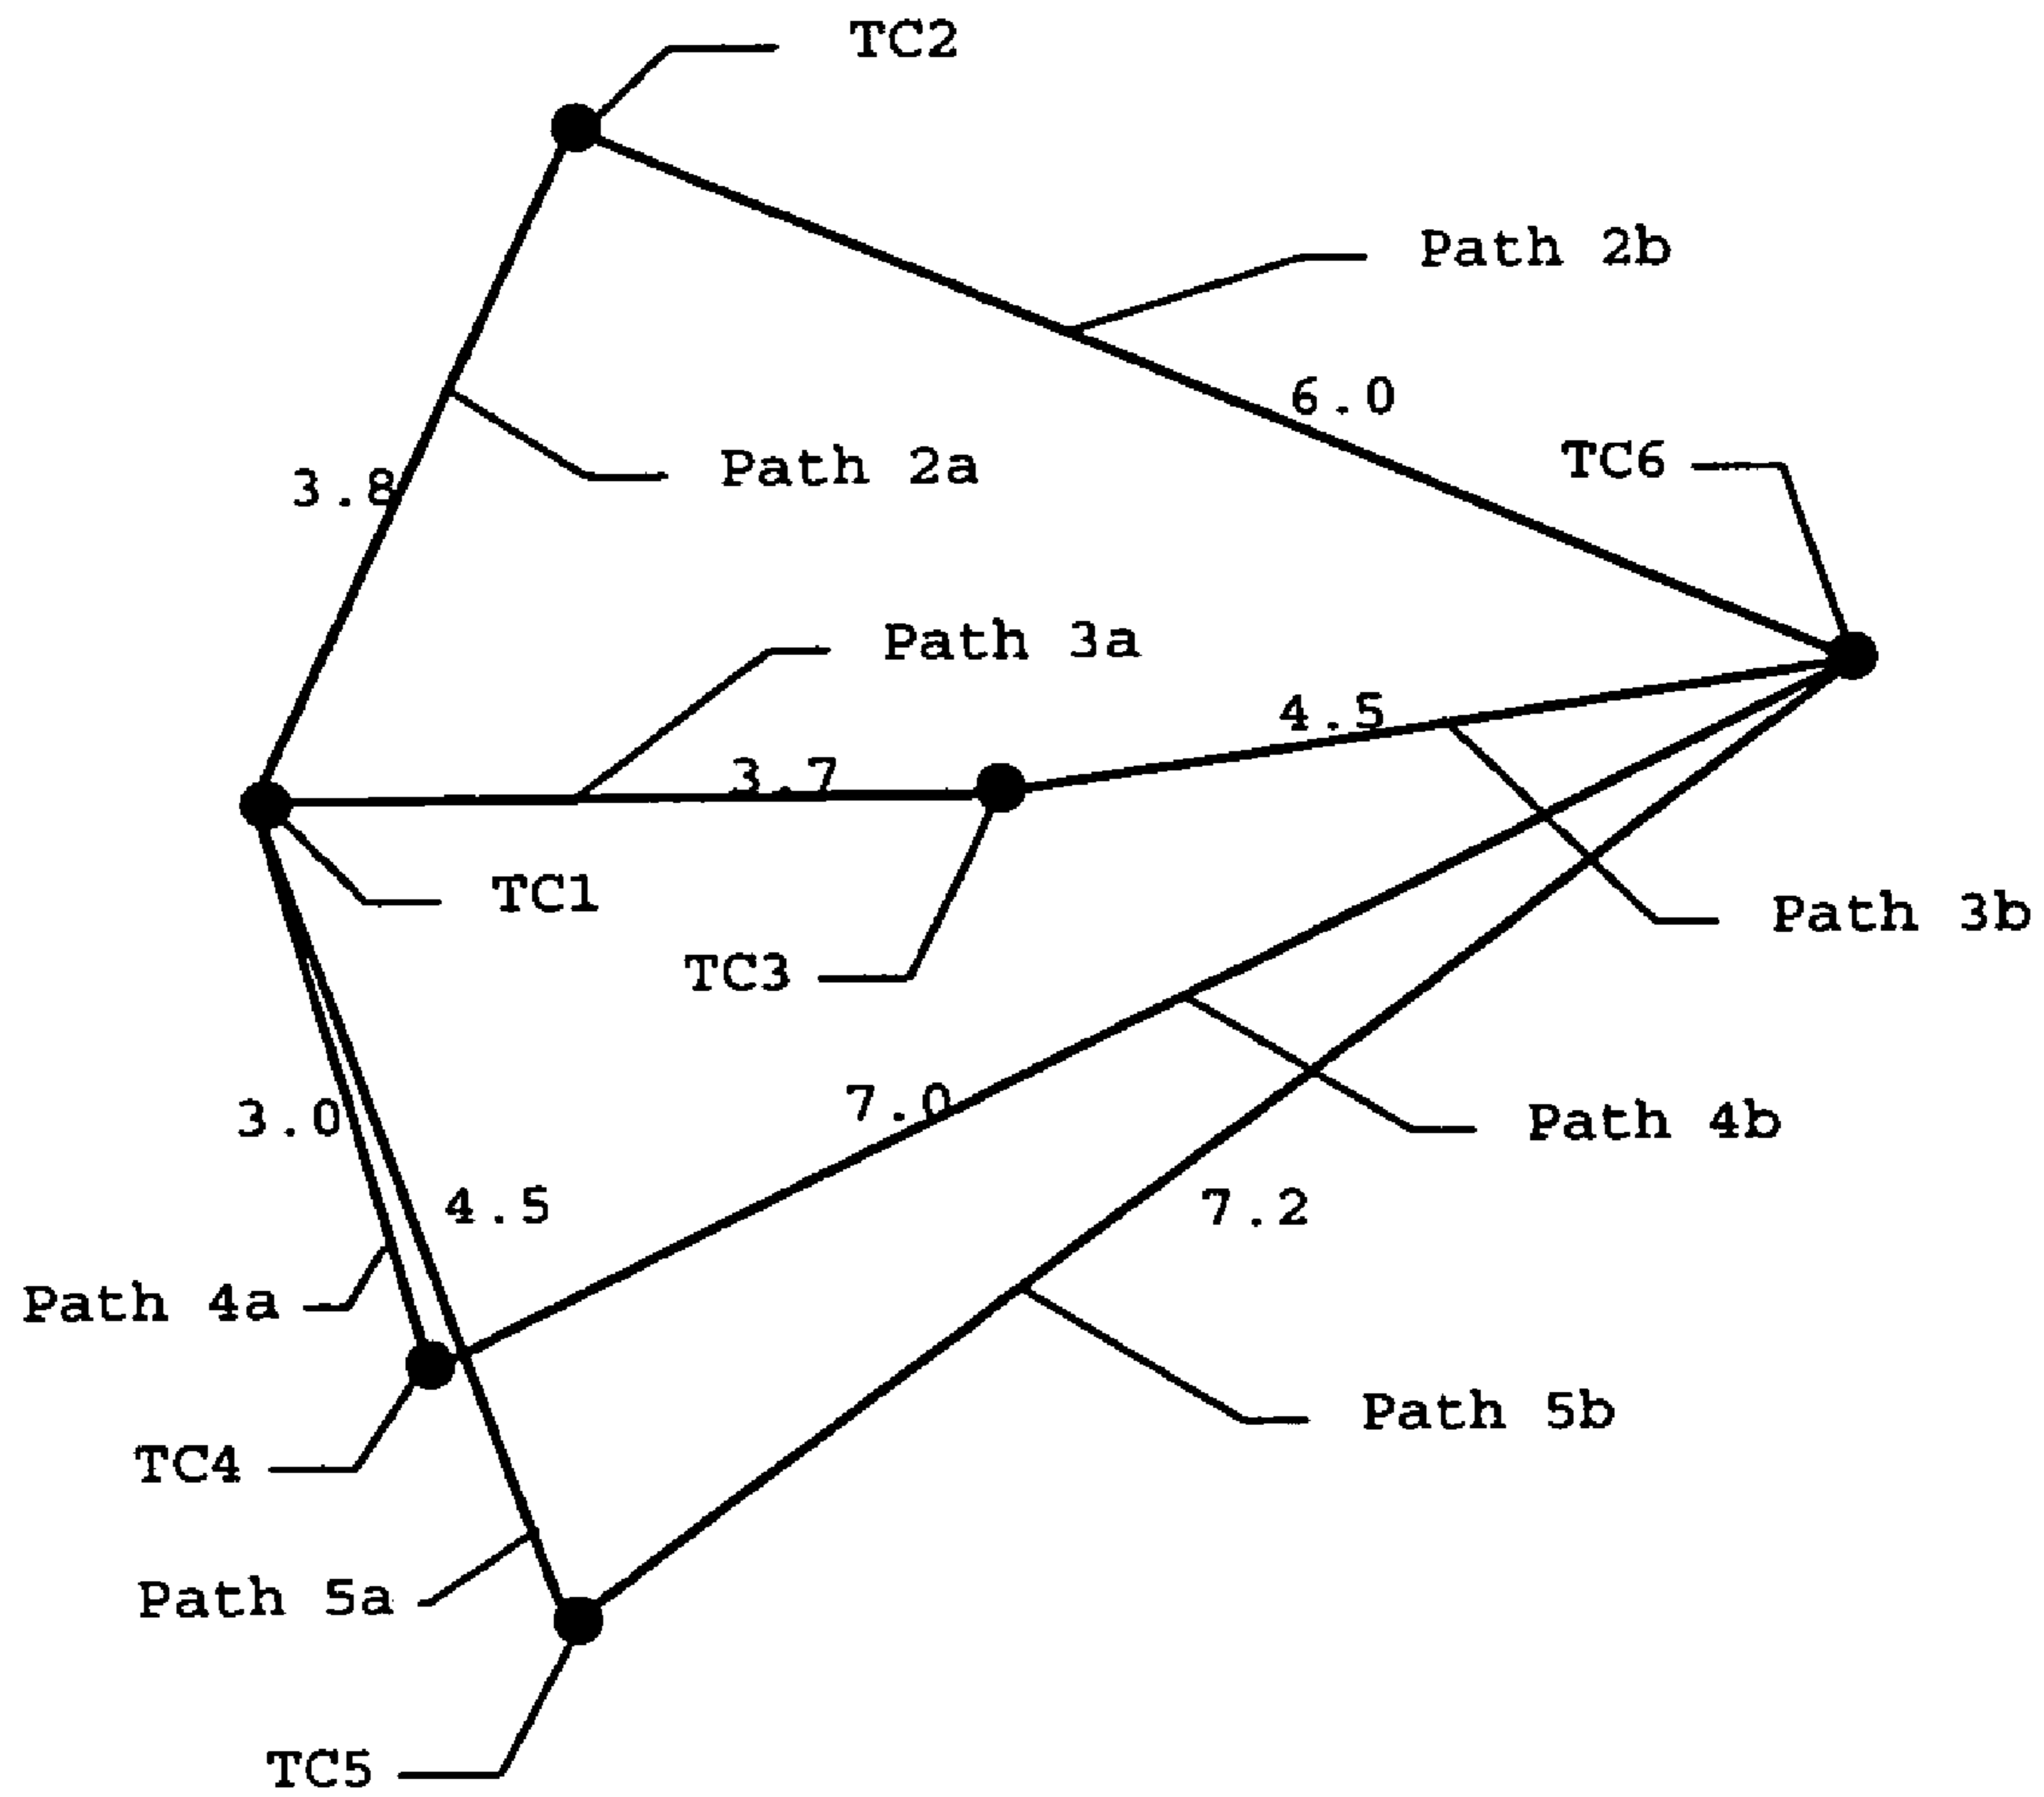 TC2
Path 2b
6.0
TC6
Path 2a
3.8
Path 3a
4.5
3.7
TC1
Path 3b
TC3
7.0
3.0
Path 4b
4.5
7.2
Path 4a
Path 5b
TC4
Path 5a
TC5